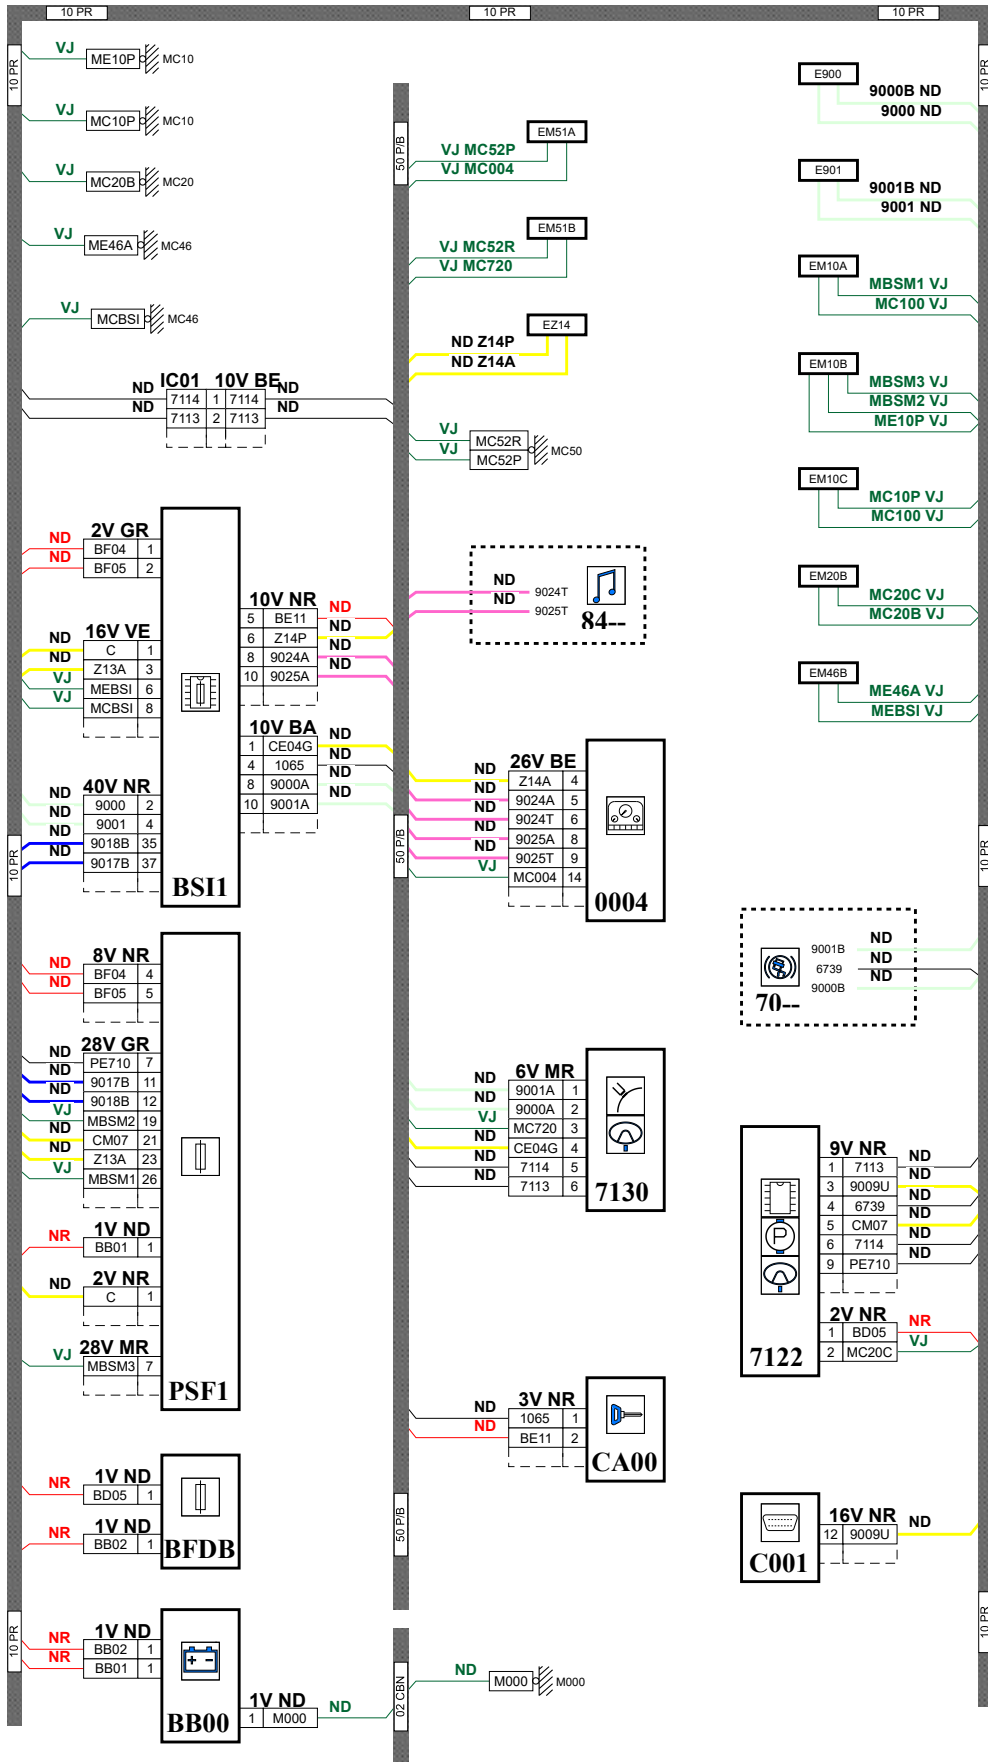 10 PR
10 PR
10 PR
10 PR
10 PR
VJ
ME10P
MC10
VJ
MC10P
MC10
VJ
MC20B
MC20
VJ
ME46A
MC46
VJ
MCBSI
MC46
IC01 10V BE
ND 7114 1 7114 ND
ND 7113 2 7113 ND
50 P/B
EM51A
VJ MC52P
VJ MC004
EM51B
VJ MC52R
VJ MC720
EZ14
ND Z14P
ND Z14A
VJ MC52R
VJ MC52P
MC50
E900
9000B ND
9000 ND
E901
9001B ND
9001 ND
EM10A
MBSM1 VJ
MC100 VJ
EM10B
MBSM3 VJ
MBSM2 VJ
ME10P VJ
EM10C
MC10P VJ
MC100 VJ
EM20B
MC20C VJ
MC20B VJ
EM46B
ME46A VJ
MEBSI VJ
2V GR
ND BF04 1
ND BF05 2
16V VE
ND C 1
ND Z13A 3
VJ MEBSI 6
VJ MCBSI 8
40V NR
ND 9000 2
ND 9001 4
ND 9018B 35
ND 9017B 37
10V NR
5 BE11 ND
6 Z14P ND
8 9024A ND
10 9025A ND
10V BA
1 CE04G ND
4 1065 ND
8 9000A ND
10 9001A ND
BSI1
10 PR
50 P/B
10 PR
ND 9024T
ND 9025T
84--
26V BE
ND Z14A 4
ND 9024A 5
ND 9024T 6
ND 9025A 8
ND 9025T 9
VJ MC004 14
0004
9001B ND
6739 ND
9000B ND
70--
8V NR
ND BF04 4
ND BF05 5
28V GR
ND PE710 7
ND 9017B 11
ND 9018B 12
VJ MBSM2 19
ND CM07 21
ND Z13A 23
VJ MBSM1 26
1V ND
NR BB01 1
2V NR
ND C 1
28V MR
VJ MBSM3 7
PSF1
6V MR
ND 9001A 1
ND 9000A 2
VJ MC720 3
ND CE04G 4
ND 7114 5
ND 7113 6
7130
P
9V NR
1 7113 ND
3 9009U ND
4 6739 ND
5 CM07 ND
6 7114 ND
9 PE710 ND
2V NR
1 BD05 NR
2 MC20C VJ
7122
3V NR
ND 1065 1
ND BE11 2
CA00
1V ND
NR BD05 1
1V ND
NR BB02 1
BFDB
50 P/B
16V NR
12 9009U ND
C001
10 PR
10 PR
1V ND
NR BB02 1
NR BB01 1
+ -
1V ND
1 M000 ND
BB00
02 CBN
ND
M000
M000